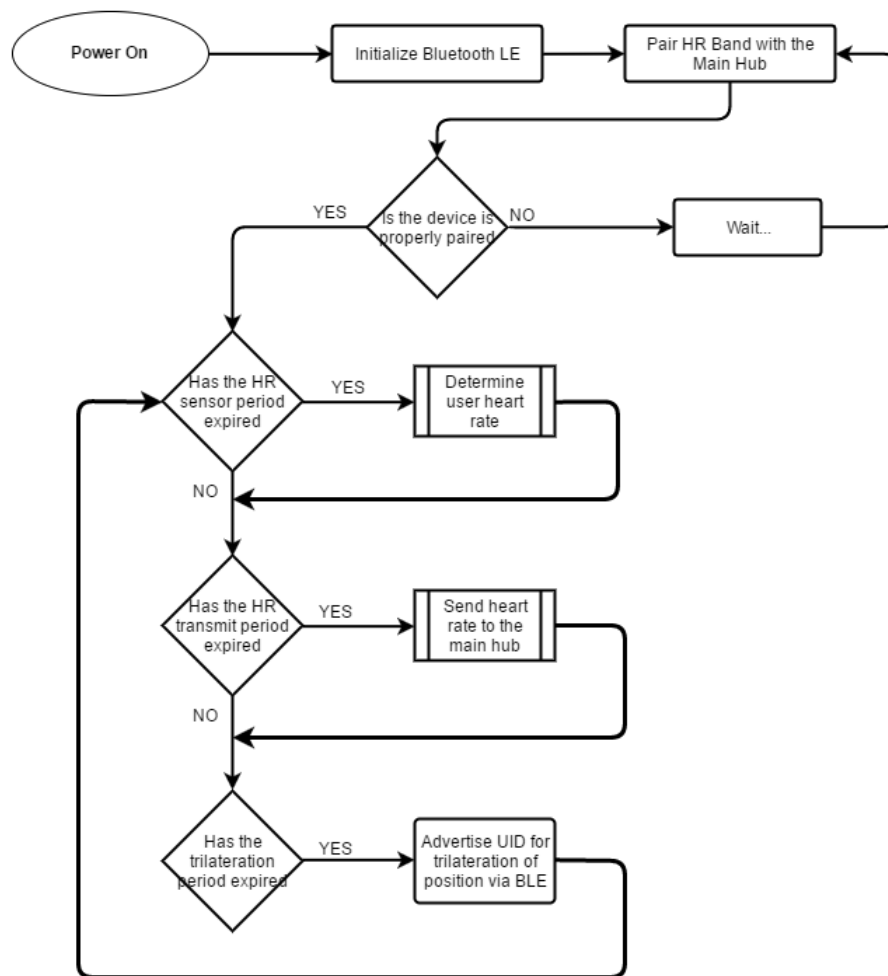 Power On
Initialize Bluetooth LE
Pair HR Band with the
Main Hub
YES
Is the device is
properly paired
NO
Wait...
Has the HR
sensor period
expired
YES
Determine
user heart
rate
NO
Has the HR
transmit period
expired
YES
Send heart
rate to the
main hub
NO
Has the
trilateration
period expired
YES
Advertise UID for
trilateration of
position via BLE